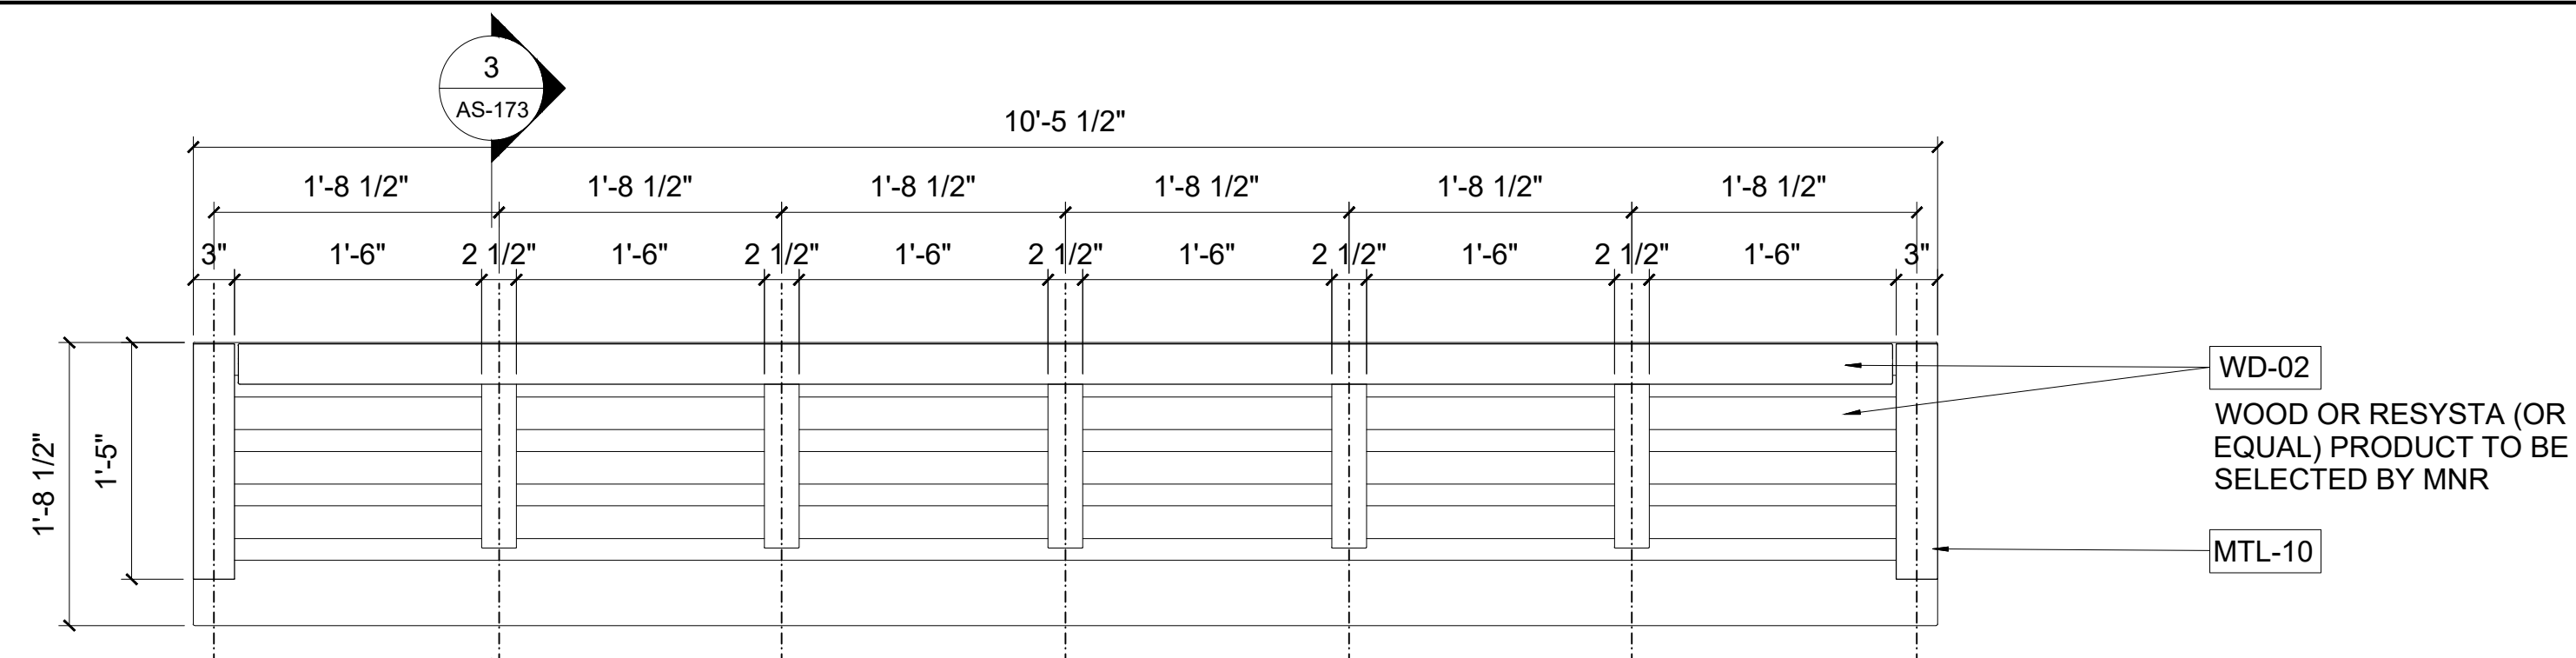 3
AS-173
10'-5 1/2"
1'-8 1/2" 1'-8 1/2" 1'-8 1/2" 1'-8 1/2" 1'-8 1/2" 1'-8 1/2"
3" 1'-6" 2 1/2" 1'-6" 2 1/2" 1'-6" 2 1/2" 1'-6" 2 1/2" 1'-6" 2 1/2" 1'-6" 3"
1'-8 1/2"
1'-5"
WD-02
WOOD OR RESYSTA (OR
EQUAL) PRODUCT TO BE
SELECTED BY MNR
MTL-10